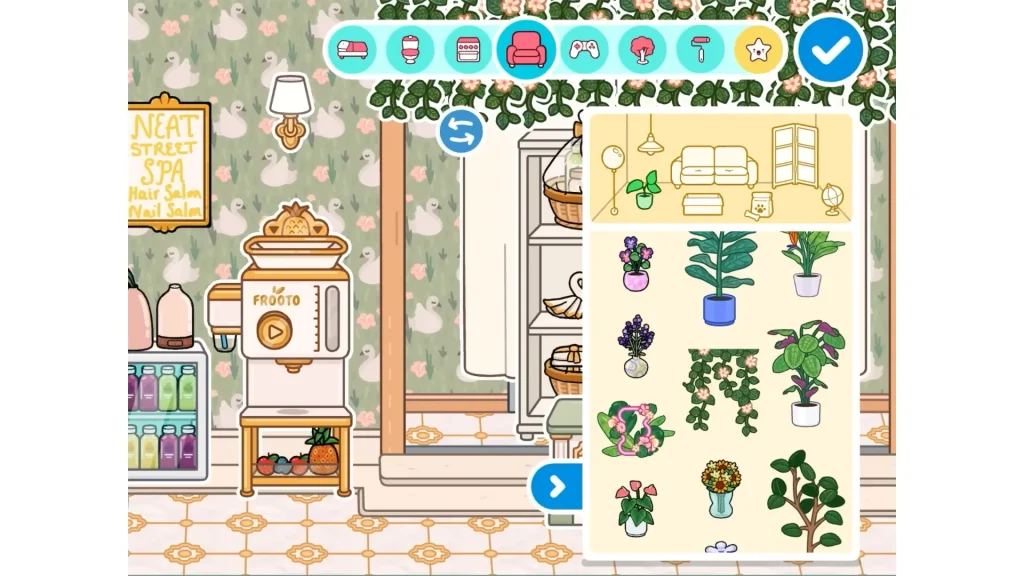 NEAT
STREET
SPA
Hair Salon
Nail Salon
FROOTO